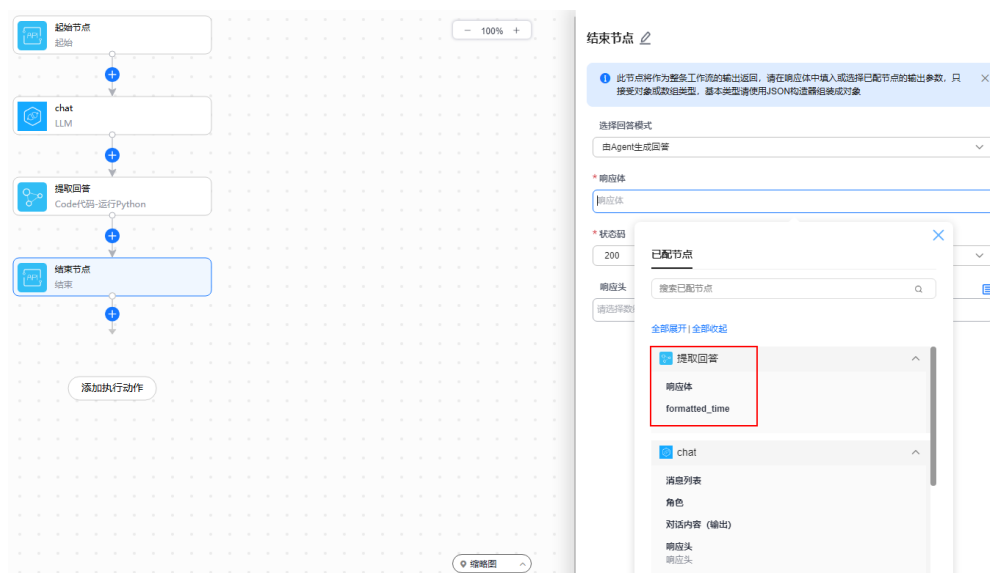 起始节点
起始
chat
LLM
提取回答
Code代码-运行Python
结束节点
结束
添加执行动作
− 100% +
缩略图
结束节点
此节点将作为整条工作流的输出返回，请在响应体中填入或选择已配节点的输出参数，只
接受对象或数组类型，基本类型请使用JSON构造器组装成对象
选择回答模式
由Agent生成回答
* 响应体
响应体
* 状态码
200
响应头
请选择数
已配节点
搜索已配节点
全部展开|全部收起
提取回答
响应体
formatted_time
chat
消息列表
角色
对话内容（输出）
响应头
响应头